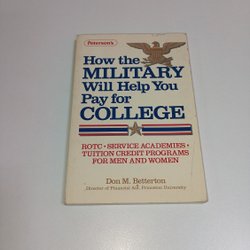 Peterson's
How the
MILITARY
Will Help You
Pay for
COLLEGE
ROTC • SERVICE ACADEMIES •
TUITION CREDIT PROGRAMS
FOR MEN AND WOMEN
Don M. Betterton
Director of Financial Aid, Princeton University